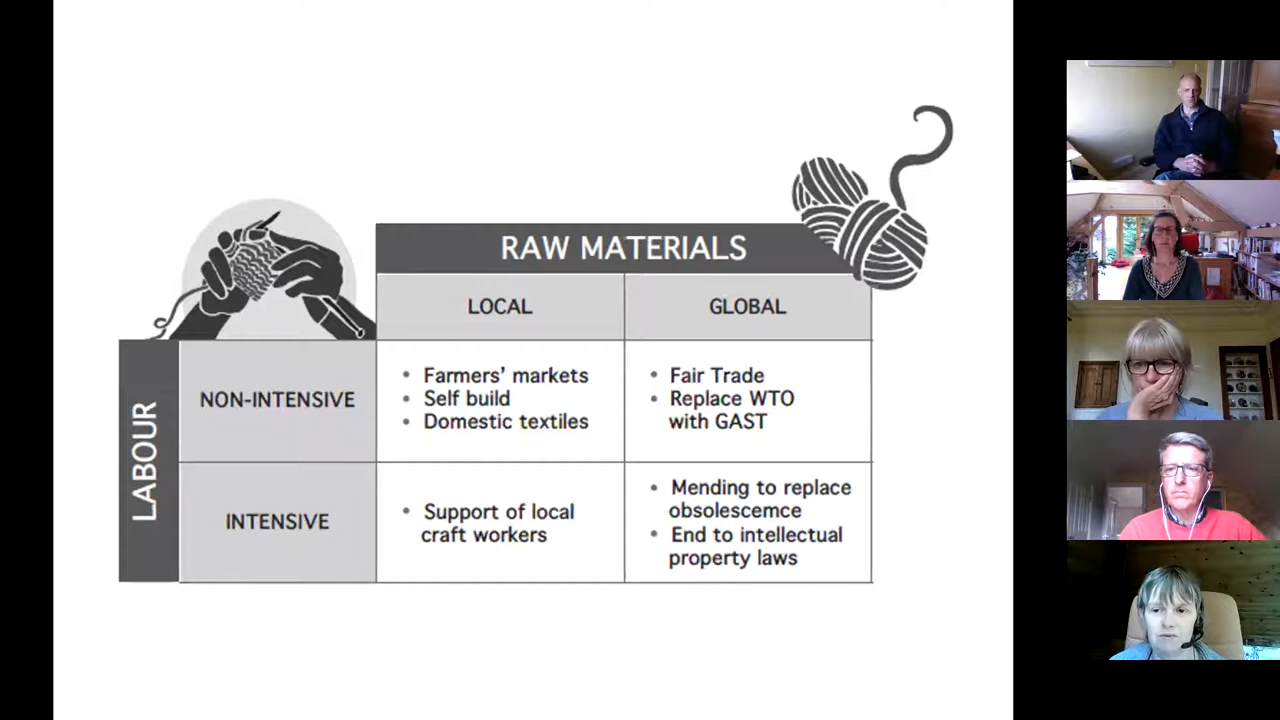 RAW MATERIALS
LOCAL
GLOBAL
LABOUR
NON-INTENSIVE
• Farmers’ markets
• Self build
• Domestic textiles
• Fair Trade
• Replace WTO
with GAST
INTENSIVE
• Support of local
craft workers
• Mending to replace
obsolescemce
• End to intellectual
property laws